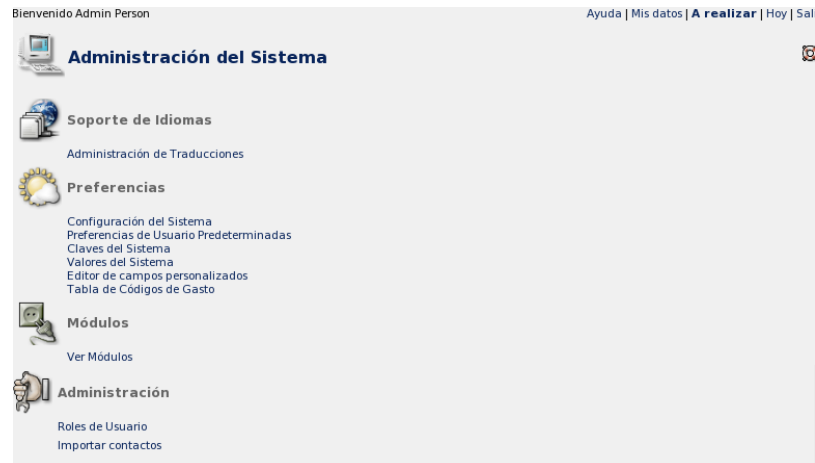 Bienvenido Admin Person
Ayuda | Mis datos | A realizar | Hoy | Sal
Administración del Sistema
Soporte de Idiomas
Administración de Traducciones
Preferencias
Configuración del Sistema
Preferencias de Usuario Predeterminadas
Claves del Sistema
Valores del Sistema
Editor de campos personalizados
Tabla de Códigos de Gasto
Módulos
Ver Módulos
Administración
Roles de Usuario
Importar contactos